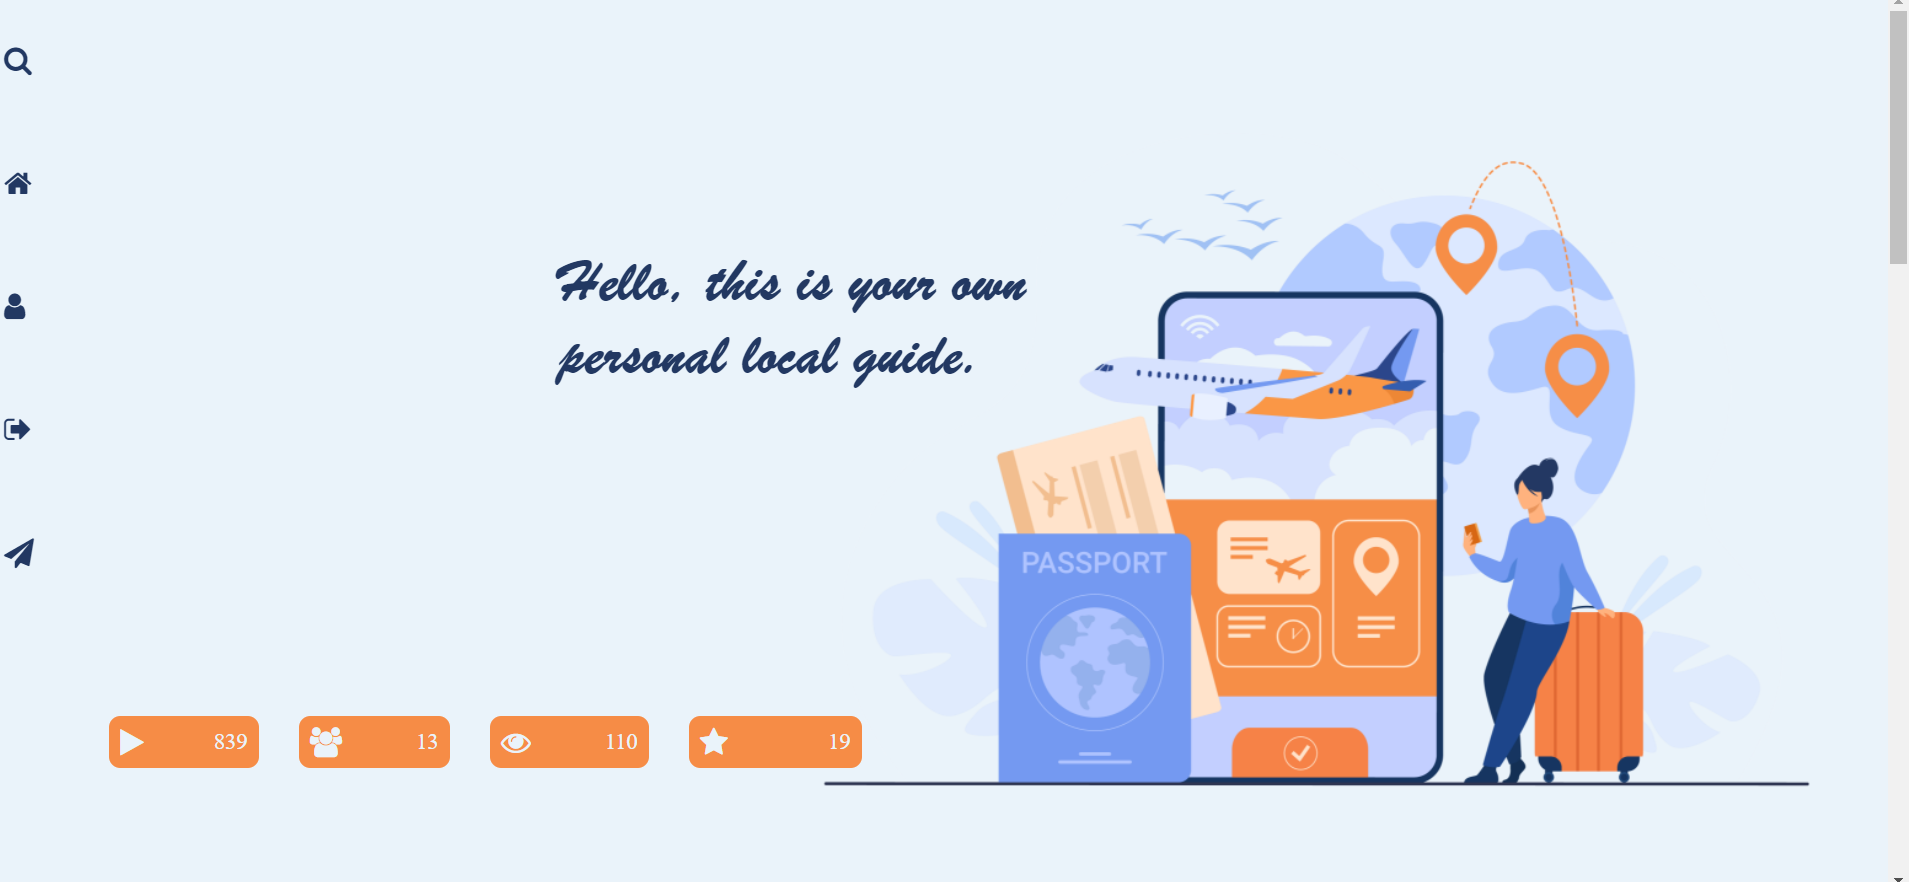 Hello, this is your own
personal local guide.
PASSPORT
839
13
110
19